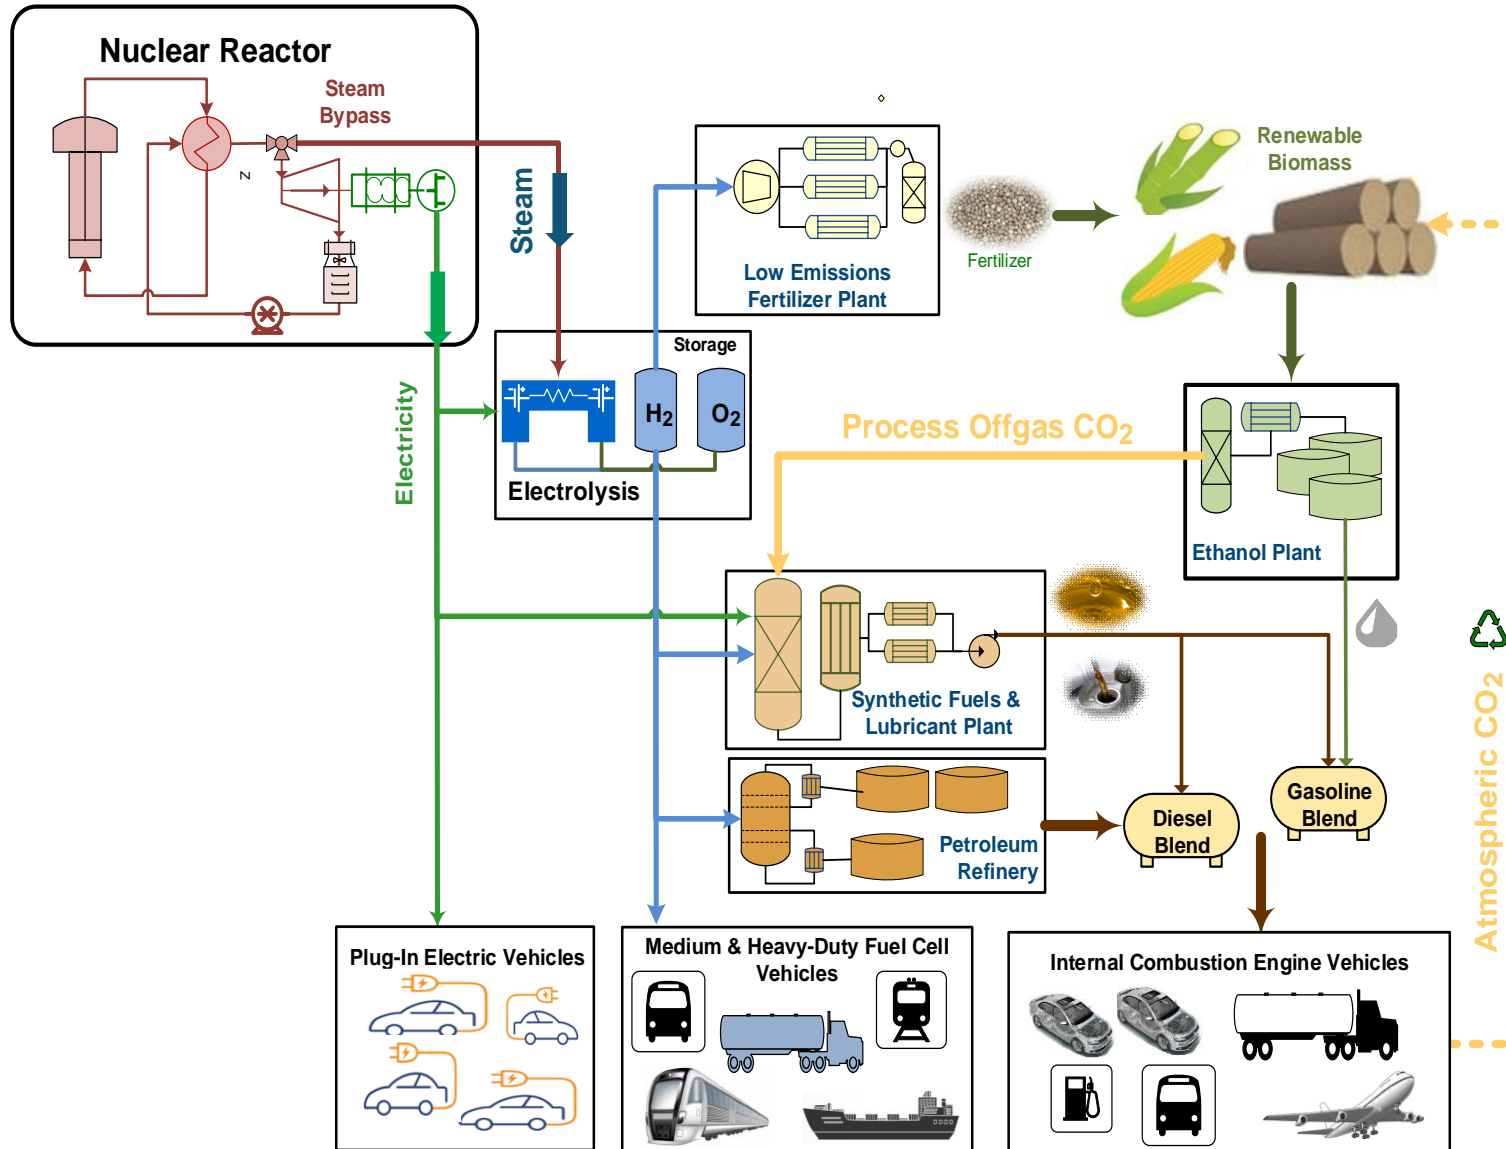 Nuclear Reactor
Steam
Bypass
Z
Steam
Electricity
Low Emissions
Fertilizer Plant
Fertilizer
Renewable
Biomass
Storage
H2
O2
Electrolysis
Process Offgas CO2
Ethanol Plant
Synthetic Fuels &
Lubricant Plant
Petroleum
Refinery
Diesel
Blend
Gasoline
Blend
Atmospheric CO2
Plug-In Electric Vehicles
Medium & Heavy-Duty Fuel Cell
Vehicles
Internal Combustion Engine Vehicles